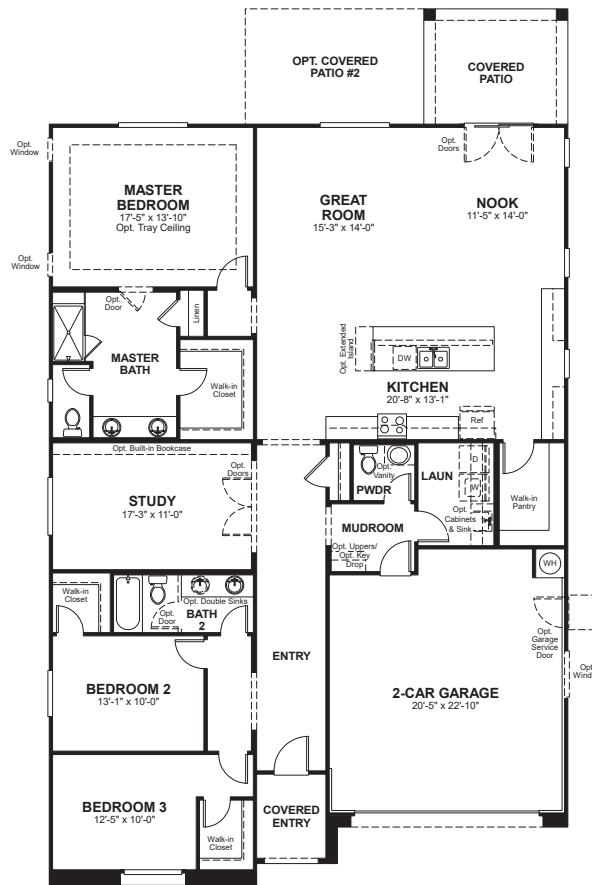 OPT. COVERED
PATIO #2
COVERED
PATIO
Opt.
Window
Opt.
Doors
MASTER
BEDROOM
17'-5" x 13'-10"
Opt. Tray Ceiling
GREAT
ROOM
15'-3" x 14'-0"
NOOK
11'-5" x 14'-0"
Opt.
Window
Opt.
Door
Linen
MASTER
BATH
Walk-in
Closet
Opt. Extended
Island
DW
KITCHEN
20'-8" x 13'-1"
Ref
Opt. Built-in Bookcase
Opt.
Doors
STUDY
17'-3" x 11'-0"
Opt.
Vanity
PWDR
LAUN
D
W
Opt.
Cabinets
& Sink
Walk-in
Pantry
MUDROOM
Opt. Uppers/
Opt. Key
Drop
WH
Walk-in
Closet
Opt. Double Sinks
Opt.
Door
BATH
2
Opt.
Garage
Service
Door
ENTRY
Opt
Wind
BEDROOM 2
13'-1" x 10'-0"
2-CAR GARAGE
20'-5" x 22'-10"
BEDROOM 3
12'-5" x 10'-0"
Walk-in
Closet
COVERED
ENTRY